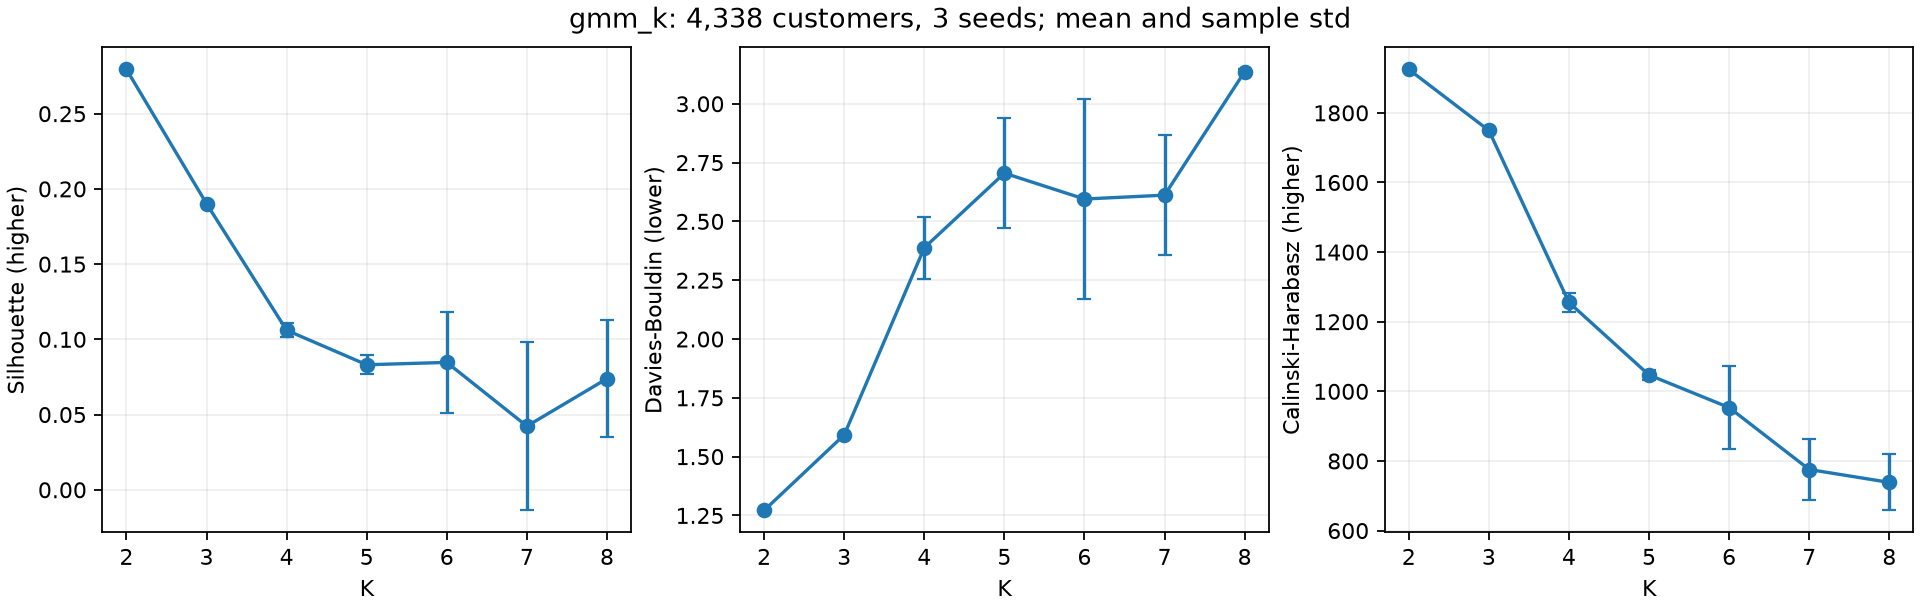 gmm_k: 4,338 customers, 3 seeds; mean and sample std
Silhouette (higher)
0.25
0.20
0.15
0.10
0.05
0.00
2 3 4 5 6 7 8
K
Davies-Bouldin (lower)
3.00
2.75
2.50
2.25
2.00
1.75
1.50
1.25
2 3 4 5 6 7 8
K
Calinski-Harabasz (higher)
1800
1600
1400
1200
1000
800
600
2 3 4 5 6 7 8
K